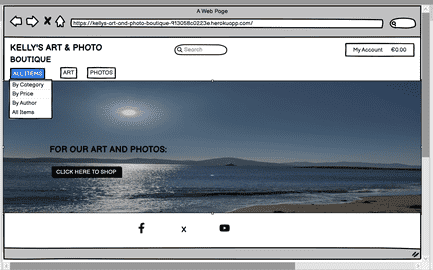 A Web Page
https://kellys-art-and-photo-boutique-913058c0223e.herokuapp.com/
KELLY'S ART & PHOTO
BOUTIQUE
Search
My Account €0.00
ALL ITEMS ART PHOTOS
By Category
By Price
By Author
All Items
FOR OUR ART AND PHOTOS:
CLICK HERE TO SHOP
X